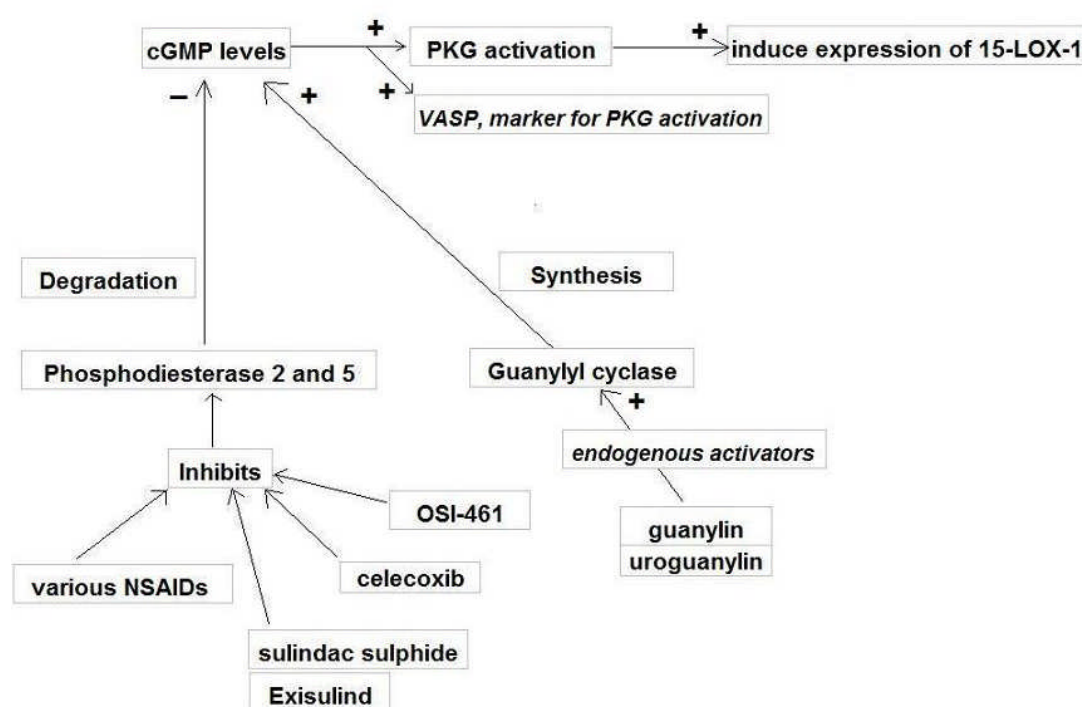 cGMP levels
+
PKG activation
+
induce expression of 15-LOX-1
–
+
+
VASP, marker for PKG activation
Degradation
Synthesis
Phosphodiesterase 2 and 5
Guanylyl cyclase
+
endogenous activators
Inhibits
OSI-461
guanylin
uroguanylin
various NSAIDs
celecoxib
sulindac sulphide
Exisulind